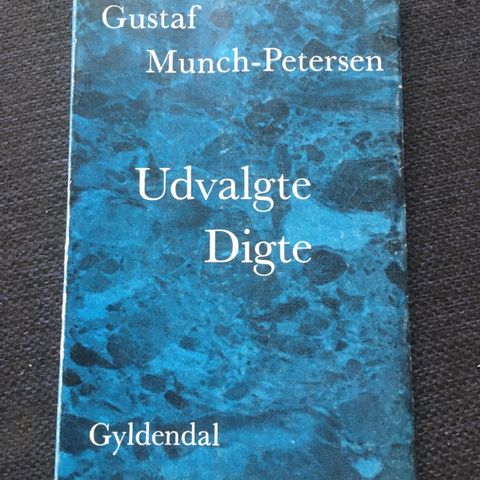 Gustaf
Munch-Petersen
Udvalgte
Digte
Gyldendal